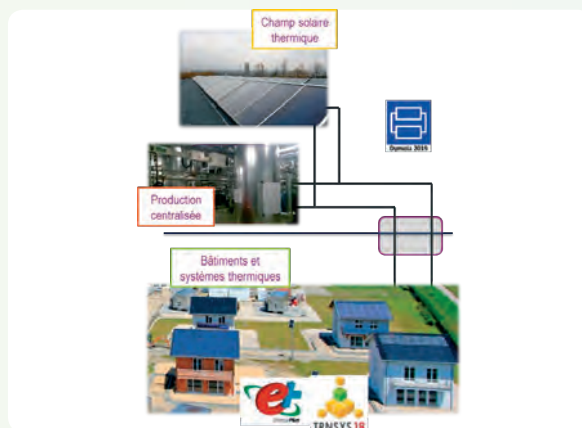 Champ solaire
thermique
Dymola 2015
Production
centralisée
Bâtiments et
systèmes thermiques
TRNSYS 18